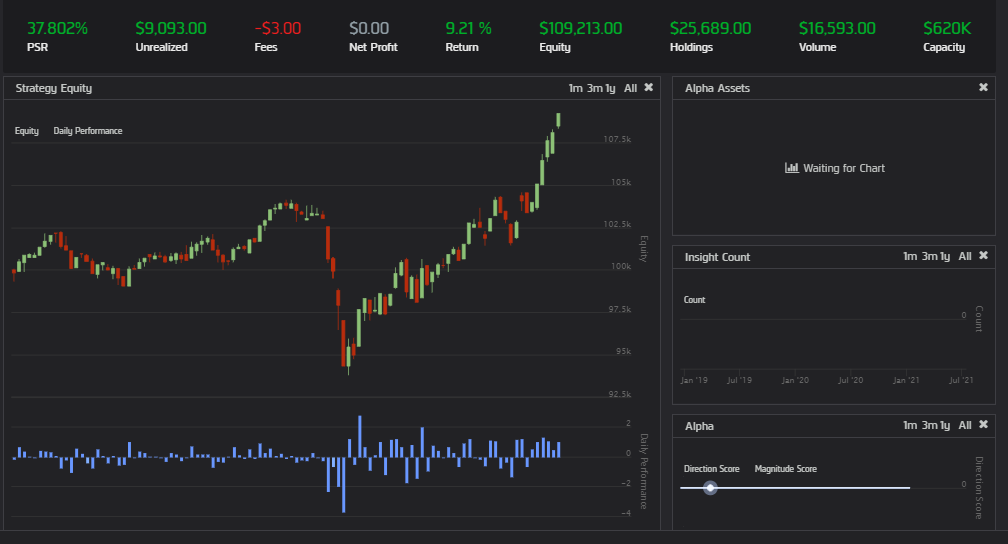 37.802% $9,093.00 -$3.00 $0.00 9.21 % $109,213.00 $25,689.00 $16,593.00 $620K
PSR Unrealized Fees Net Profit Return Equity Holdings Volume Capacity
Strategy Equity 1m 3m 1y All
Equity Daily Performance
107.5k
105k
102.5k
100k
97.5k
95k
92.5k
Equity
2
0
-2
-4
Daily Performance
Alpha Assets
Waiting for Chart
Insight Count 1m 3m 1y All
Count
0
Count
Jan '19 Jul '19 Jan '20 Jul '20 Jan '21 Jul '21
Alpha 1m 3m 1y All
Direction Score Magnitude Score
0
Direction Score